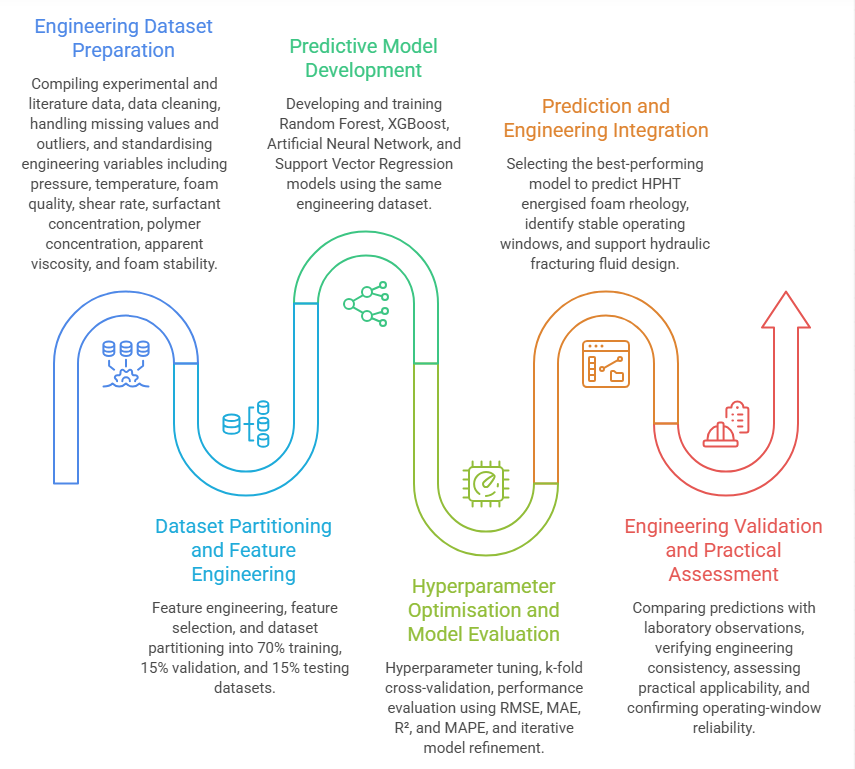 Engineering Dataset
Preparation
Compiling experimental and
literature data, data cleaning,
handling missing values and
outliers, and standardising
engineering variables including
pressure, temperature, foam
quality, shear rate, surfactant
concentration, polymer
concentration, apparent
viscosity, and foam stability.
Predictive Model
Development
Developing and training
Random Forest, XGBoost,
Artificial Neural Network, and
Support Vector Regression
models using the same
engineering dataset.
Prediction and
Engineering Integration
Selecting the best-performing
model to predict HPHT
energised foam rheology,
identify stable operating
windows, and support hydraulic
fracturing fluid design.
Dataset Partitioning
and Feature
Engineering
Feature engineering, feature
selection, and dataset
partitioning into 70% training,
15% validation, and 15% testing
datasets.
Hyperparameter
Optimisation and
Model Evaluation
Hyperparameter tuning, k-fold
cross-validation, performance
evaluation using RMSE, MAE,
R², and MAPE, and iterative
model refinement.
Engineering Validation
and Practical
Assessment
Comparing predictions with
laboratory observations,
verifying engineering
consistency, assessing
practical applicability, and
confirming operating-window
reliability.